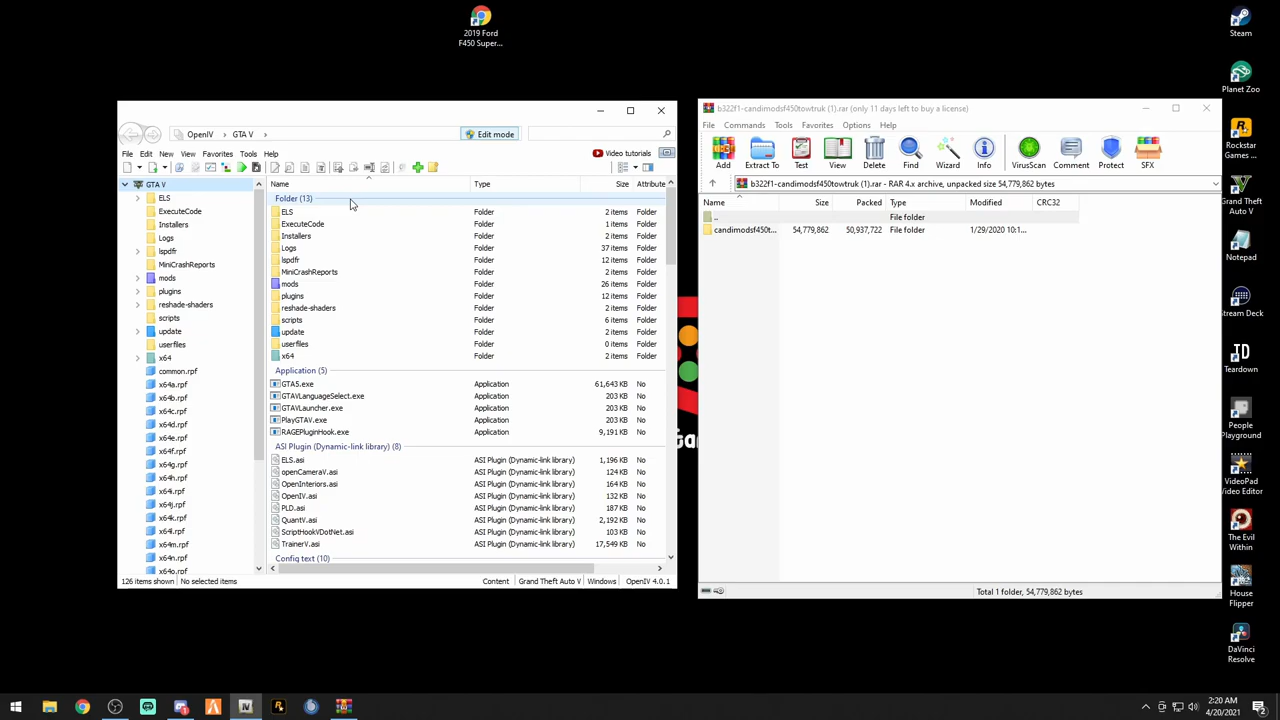 2019 Ford
F450 Super...
Steam
Planet Zoo
Rockstar
Games ...
Grand Theft
Auto V
Notepad
Stream Deck
Teardown
People
Playground
VideoPad
Video Editor
The Evil
Within
House
Flipper
DaVinci
Resolve
OpenIV
GTA V
Edit mode
File Edit View New Favorites Tools Help
Video tutorials
GTA V
ELS
ExecuteCode
Installers
Logs
lspdfr
MiniCrashReports
mods
plugins
reshade-shaders
scripts
update
userfiles
x64
common.rpf
x64a.rpf
x64b.rpf
x64c.rpf
x64d.rpf
x64e.rpf
x64f.rpf
x64g.rpf
x64h.rpf
x64i.rpf
x64j.rpf
x64k.rpf
x64l.rpf
x64m.rpf
x64n.rpf
x64o.rpf
Name Type Size Attribute
Folder (13)
ELS Folder 2 items
ExecuteCode Folder 1 items
Installers Folder 2 items
Logs Folder 37 items
lspdfr Folder 12 items
MiniCrashReports Folder 2 items
mods Folder 26 items
plugins Folder 12 items
reshade-shaders Folder 2 items
scripts Folder 6 items
update Folder 2 items
userfiles Folder 0 items
x64 Folder 2 items
Application (5)
GTA5.exe Application 61,643 KB No
GTAVLanguageSelect.exe Application 203 KB No
GTAVLauncher.exe Application 203 KB No
PlayGTAV.exe Application 203 KB No
RAGEPluginHook.exe Application 9,191 KB No
ASI Plugin (Dynamic-link library) (8)
ELS.asi ASI Plugin (Dynamic-link library) 1,196 KB No
openCameraV.asi ASI Plugin (Dynamic-link library) 124 KB No
OpenInteriors.asi ASI Plugin (Dynamic-link library) 164 KB No
OpenIV.asi ASI Plugin (Dynamic-link library) 132 KB No
PLD.asi ASI Plugin (Dynamic-link library) 187 KB No
QuantV.asi ASI Plugin (Dynamic-link library) 2,192 KB No
ScriptHookVDotNet.asi ASI Plugin (Dynamic-link library) 103 KB No
TrainerV.asi ASI Plugin (Dynamic-link library) 17,549 KB No
Config text (10)
126 items shown No selected items Content Grand Theft Auto V Windows OpenIV 4.0.1
b322f1-candimodsf450towtruk (1).rar (only 11 days left to buy a license)
File Commands Tools Favorites Options Help
Add Extract To Test View Delete Find Wizard Info VirusScan Comment Protect SFX
b322f1-candimodsf450towtruk (1).rar - RAR 4.x archive, unpacked size 54,779,862 bytes
Name Size Packed Type Modified CRC32
.. File folder
candimodsf450t... 54,779,862 50,937,722 File folder 1/29/2020 10:1...
Total 1 folder, 54,779,862 bytes
Ga
2:20 AM
4/20/2021
2